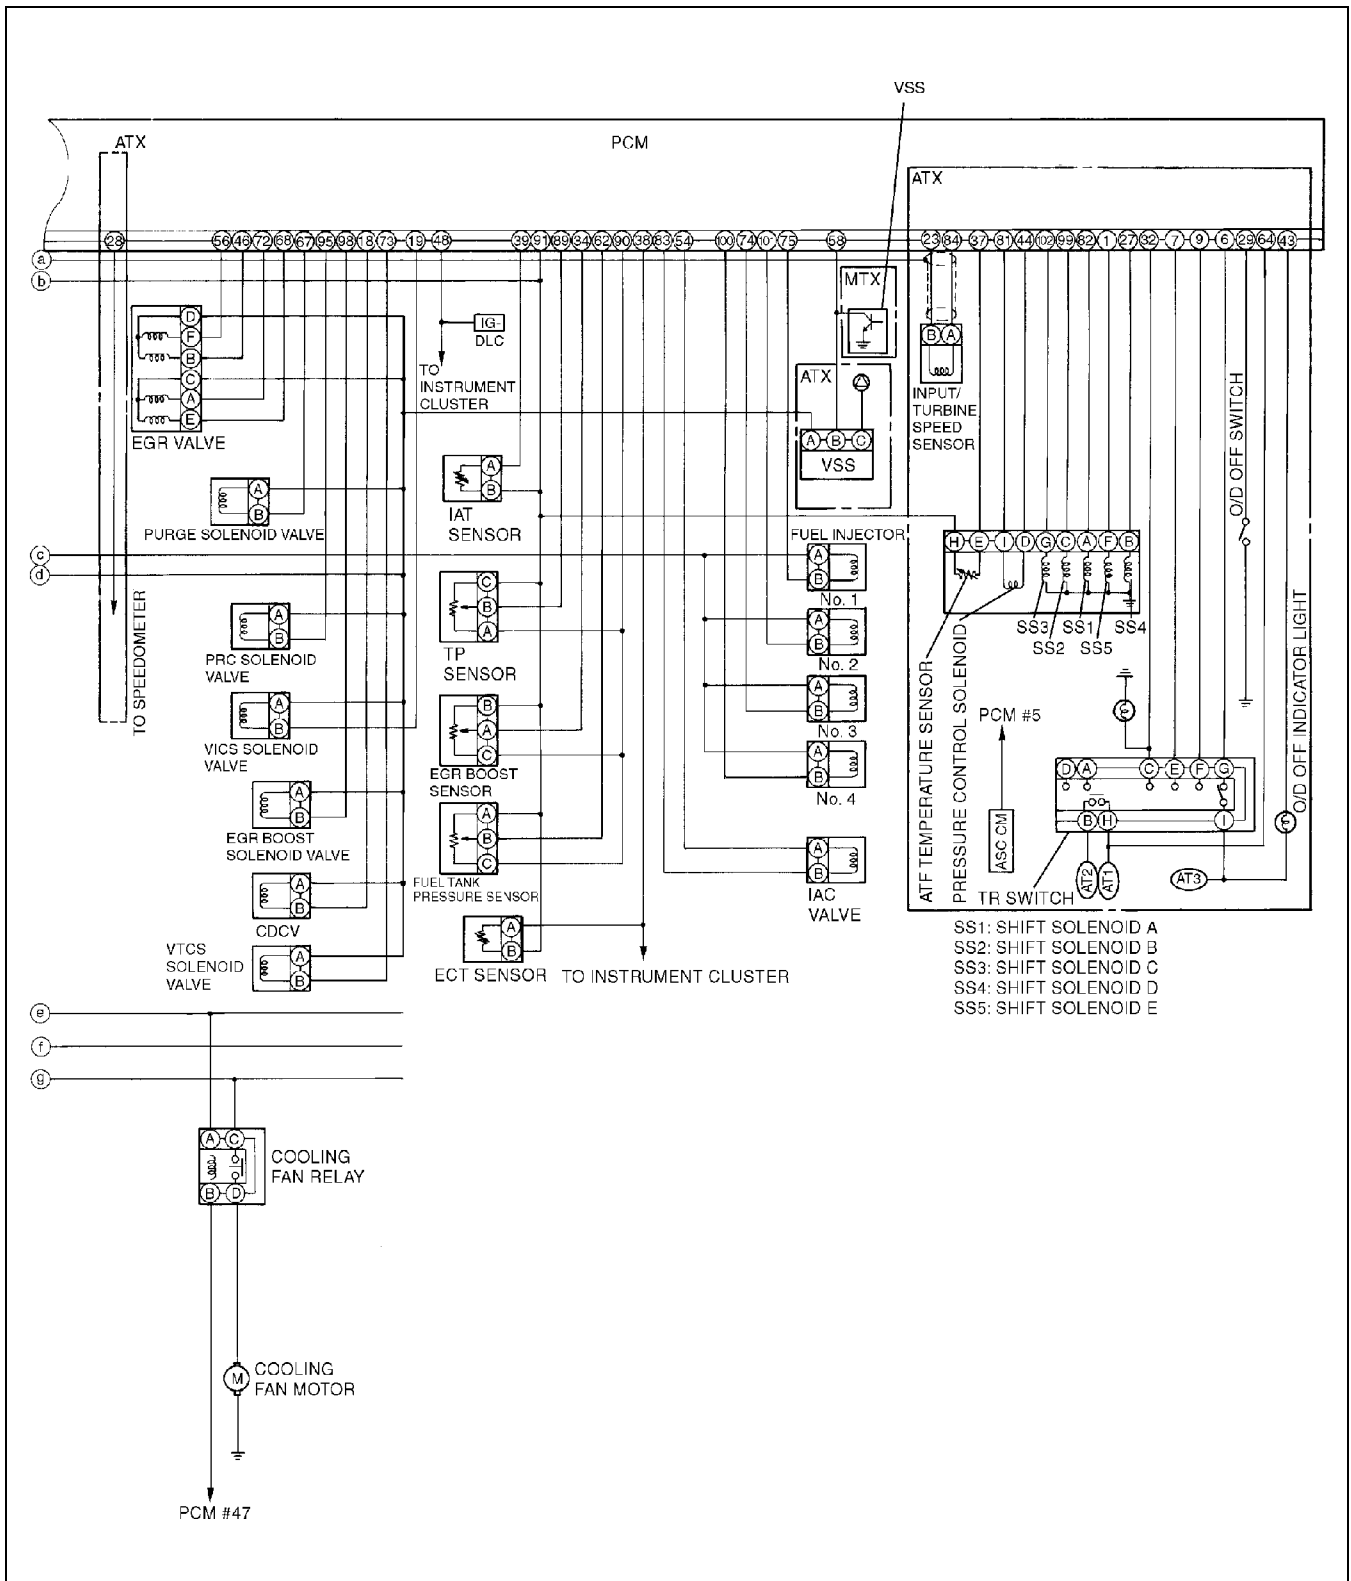 VSS
ATX
PCM
ATX
28 56 46 72 68 67 95 98 18 73 19 48 39 91 89 34 62 90 38 83 54 100 74 101 75 58 23 84 37 81 44 102 99 82 1 27 32 7 9 6 29 64 43
a
b
MTX
D
F
B
C
A
E
EGR VALVE
IG-
DLC
TO
INSTRUMENT
CLUSTER
ATX
A B C
VSS
B A
INPUT/
TURBINE
SPEED
SENSOR
O/D OFF SWITCH
A
B
PURGE SOLENOID VALVE
A
B
IAT
SENSOR
c
d
TO SPEEDOMETER
FUEL INJECTOR
A
B
No. 1
A
B
No. 2
A
B
No. 3
A
B
No. 4
H E I D G C A F B
SS3 SS1 SS4
SS2 SS5
A
B
PRC SOLENOID
VALVE
C
B
A
TP
SENSOR
A
B
VICS SOLENOID
VALVE
B
A
C
EGR BOOST
SENSOR
A
B
EGR BOOST
SOLENOID VALVE
A
B
C
FUEL TANK
PRESSURE SENSOR
A
B
IAC
VALVE
ATF TEMPERATURE SENSOR
PRESSURE CONTROL SOLENOID
PCM #5
ASC CM
D A C E F G
B H I
AT2
AT1
AT3
TR SWITCH
O/D OFF INDICATOR LIGHT
A
B
CDCV
VTCS
SOLENOID
VALVE
A
B
A
B
ECT SENSOR
TO INSTRUMENT CLUSTER
SS1: SHIFT SOLENOID A
SS2: SHIFT SOLENOID B
SS3: SHIFT SOLENOID C
SS4: SHIFT SOLENOID D
SS5: SHIFT SOLENOID E
e
f
g
A C
B D
COOLING
FAN RELAY
M
COOLING
FAN MOTOR
PCM #47